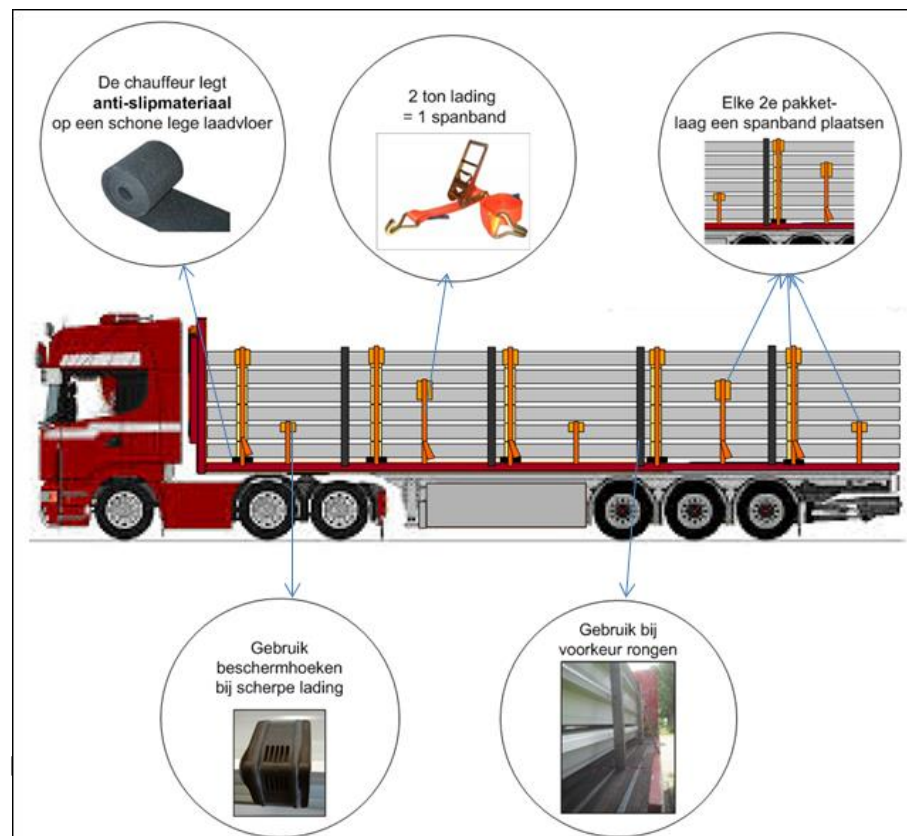 De chauffeur legt
anti-slipmateriaal
op een schone lege laadvloer
2 ton lading
= 1 spanband
Elke 2e pakket-
laag een spanband plaatsen
Gebruik
beschermhoeken
bij scherpe lading
Gebruik bij
voorkeur rongen